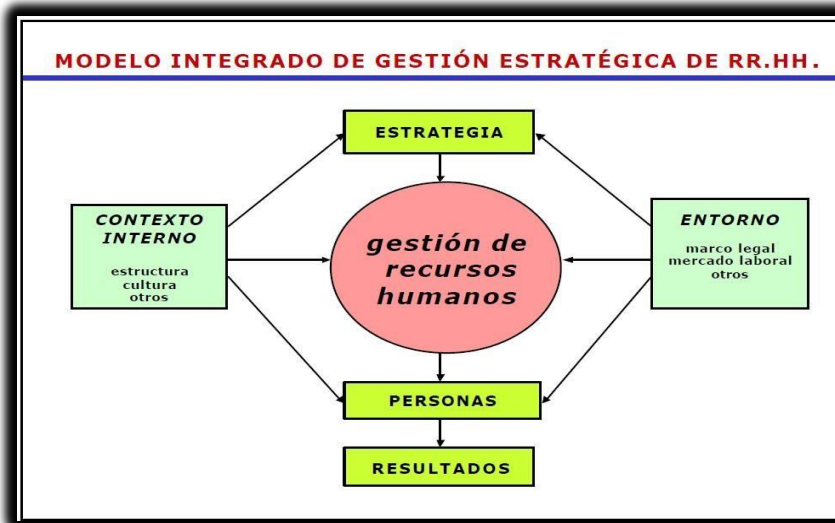 MODELO INTEGRADO DE GESTIÓN ESTRATÉGICA DE RR.HH.
ESTRATEGIA
CONTEXTO
INTERNO
estructura
cultura
otros
gestión de
recursos
humanos
ENTORNO
marco legal
mercado laboral
otros
PERSONAS
RESULTADOS